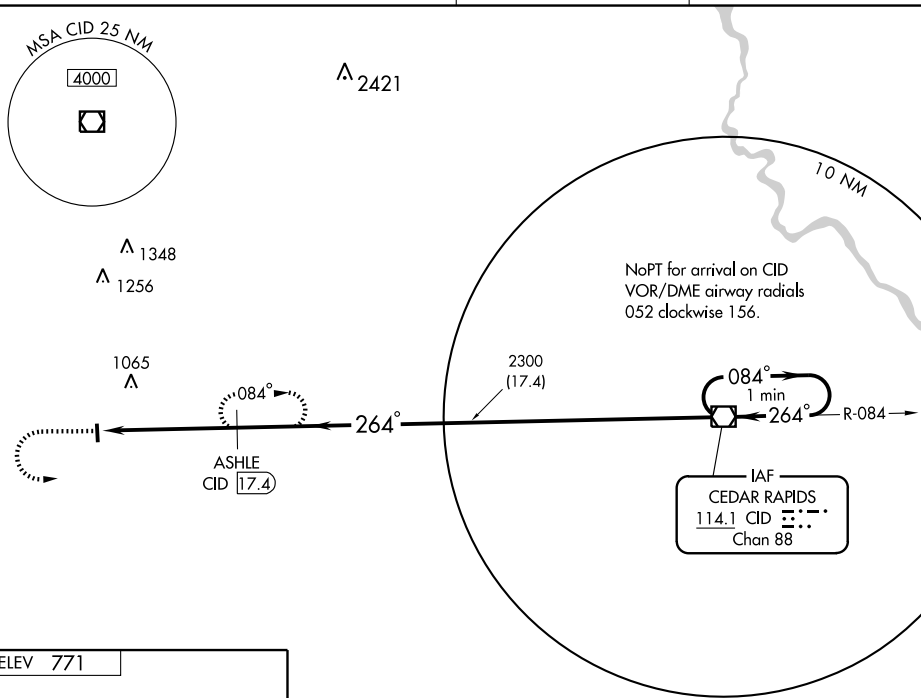 MSA CID 25 NM
4000
2421
10 NM
1348
1256
NoPT for arrival on CID
VOR/DME airway radials
052 clockwise 156.
1065
2300
(17.4)
084°
084°
1 min
264°
264°
R-084
ASHLE
CID 17.4
IAF
CEDAR RAPIDS
114.1 CID
Chan 88
ELEV 771